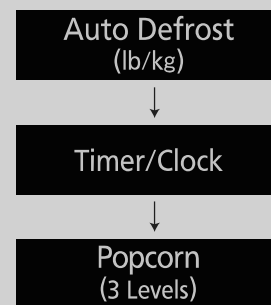 Auto Defrost
(lb/kg)
Timer/Clock
Popcorn
(3 Levels)